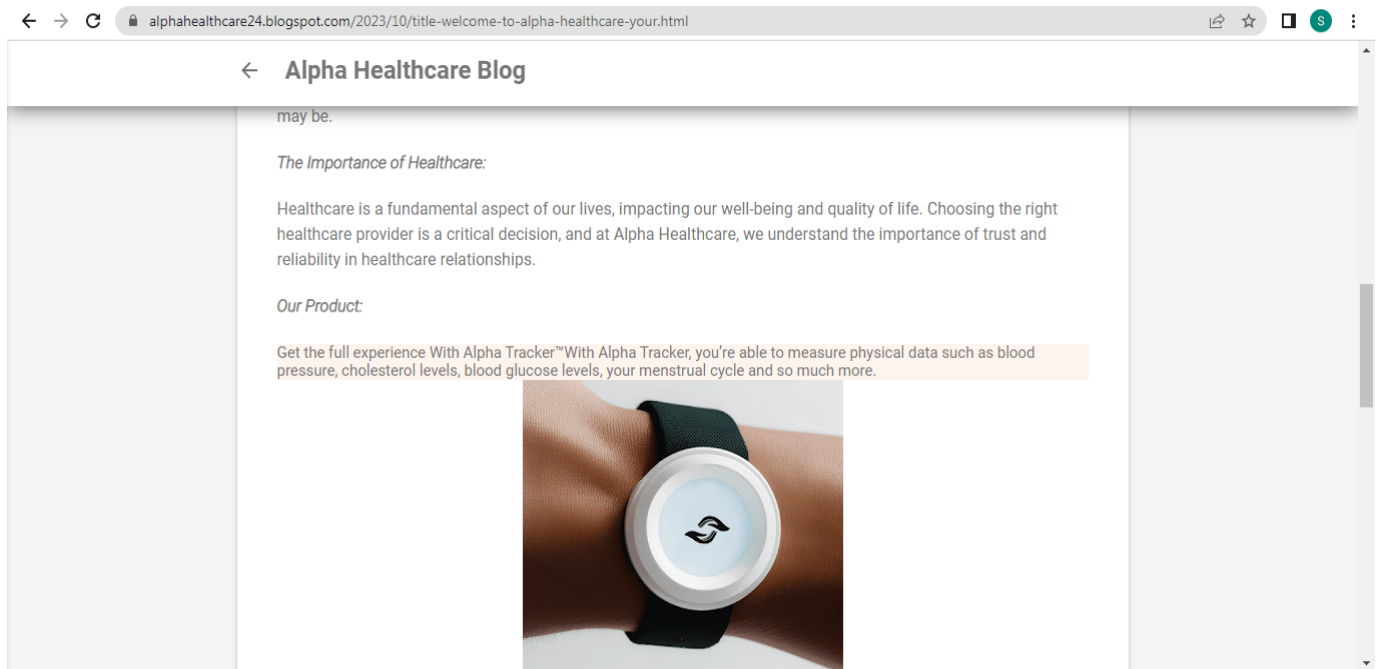 alphahealthcare24.blogspot.com/2023/10/title-welcome-to-alpha-healthcare-your.html
S
Alpha Healthcare Blog
may be.
The Importance of Healthcare:
Healthcare is a fundamental aspect of our lives, impacting our well-being and quality of life. Choosing the right
healthcare provider is a critical decision, and at Alpha Healthcare, we understand the importance of trust and
reliability in healthcare relationships.
Our Product:
Get the full experience With Alpha Tracker™With Alpha Tracker, you’re able to measure physical data such as blood
pressure, cholesterol levels, blood glucose levels, your menstrual cycle and so much more.